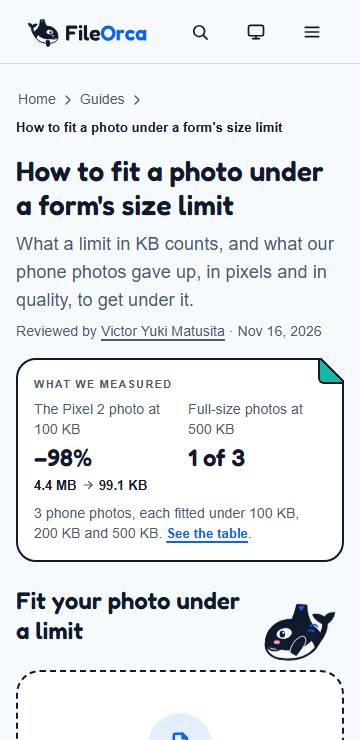 FileOrca
Home > Guides >
How to fit a photo under a form's size limit
How to fit a photo under
a form's size limit
What a limit in KB counts, and what our
phone photos gave up, in pixels and in
quality, to get under it.
Reviewed by Victor Yuki Matusita · Nov 16, 2026
WHAT WE MEASURED
The Pixel 2 photo at
100 KB
–98%
4.4 MB → 99.1 KB
Full-size photos at
500 KB
1 of 3
3 phone photos, each fitted under 100 KB,
200 KB and 500 KB. See the table.
Fit your photo under
a limit